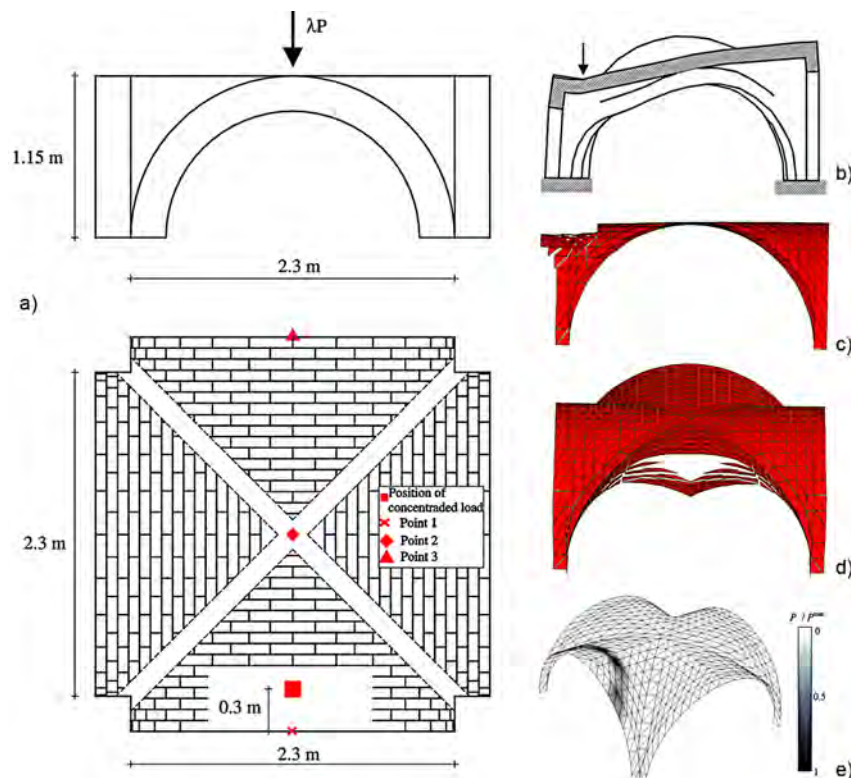 λP
1.15 m
2.3 m
a)
2.3 m
Position of
concentraded load
Point 1
Point 2
Point 3
0.3 m
2.3 m
b)
c)
d)
0
0.5
1
e)